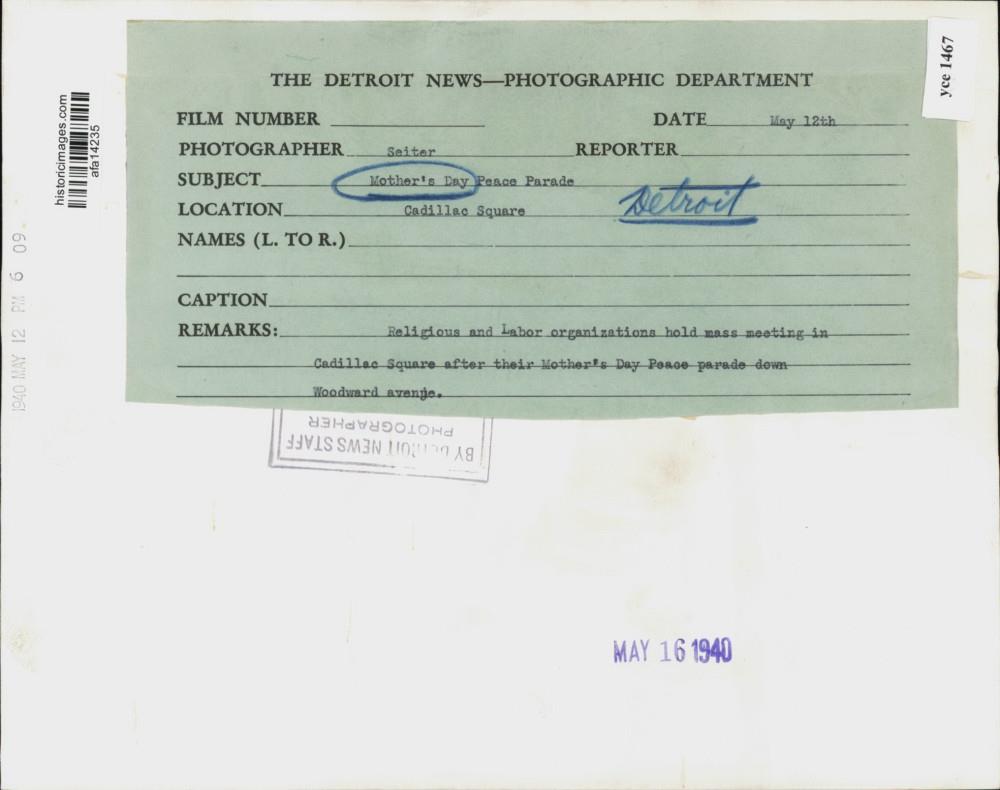 THE DETROIT NEWS—PHOTOGRAPHIC DEPARTMENT
FILM NUMBER
DATE May 12th
PHOTOGRAPHER Seiter
REPORTER
SUBJECT Mother's Day Peace Parade
LOCATION Cadillac Square
Detroit
NAMES (L. TO R.)
CAPTION
REMARKS: Religious and Labor organizations hold mass meeting in
Cadillac Square after their Mother's Day Peace parade down
Woodward avenue.
yce 1467
historicimages.com
afa14235
1940 MAY 12 PM 6 09
BY DETROIT NEWS STAFF
PHOTOGRAPHER
MAY 16 1940